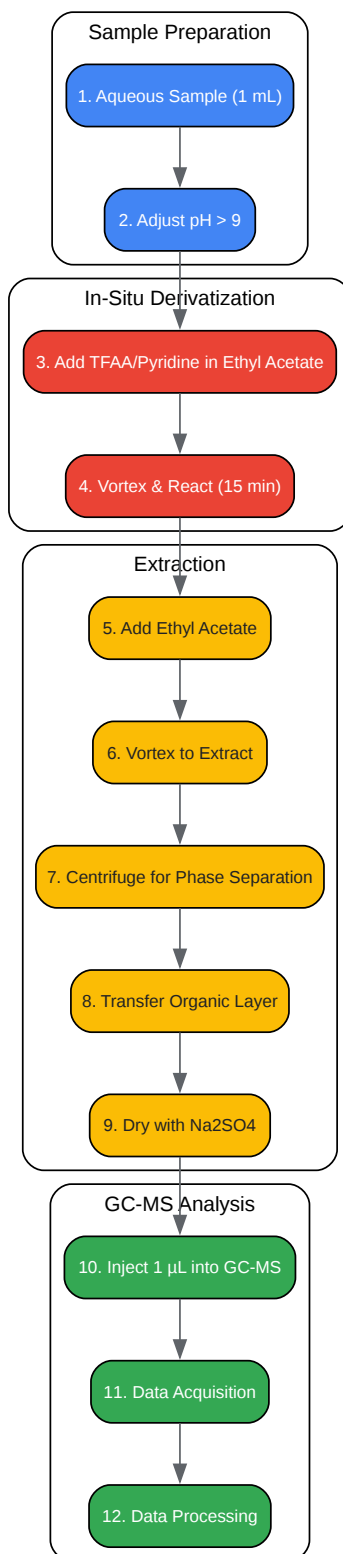 Sample Preparation
1. Aqueous Sample (1 mL)
2. Adjust pH > 9
In-Situ Derivatization
3. Add TFAA/Pyridine in Ethyl Acetate
4. Vortex & React (15 min)
Extraction
5. Add Ethyl Acetate
6. Vortex to Extract
7. Centrifuge for Phase Separation
8. Transfer Organic Layer
9. Dry with Na2SO4
GC-MS Analysis
10. Inject 1 µL into GC-MS
11. Data Acquisition
12. Data Processing